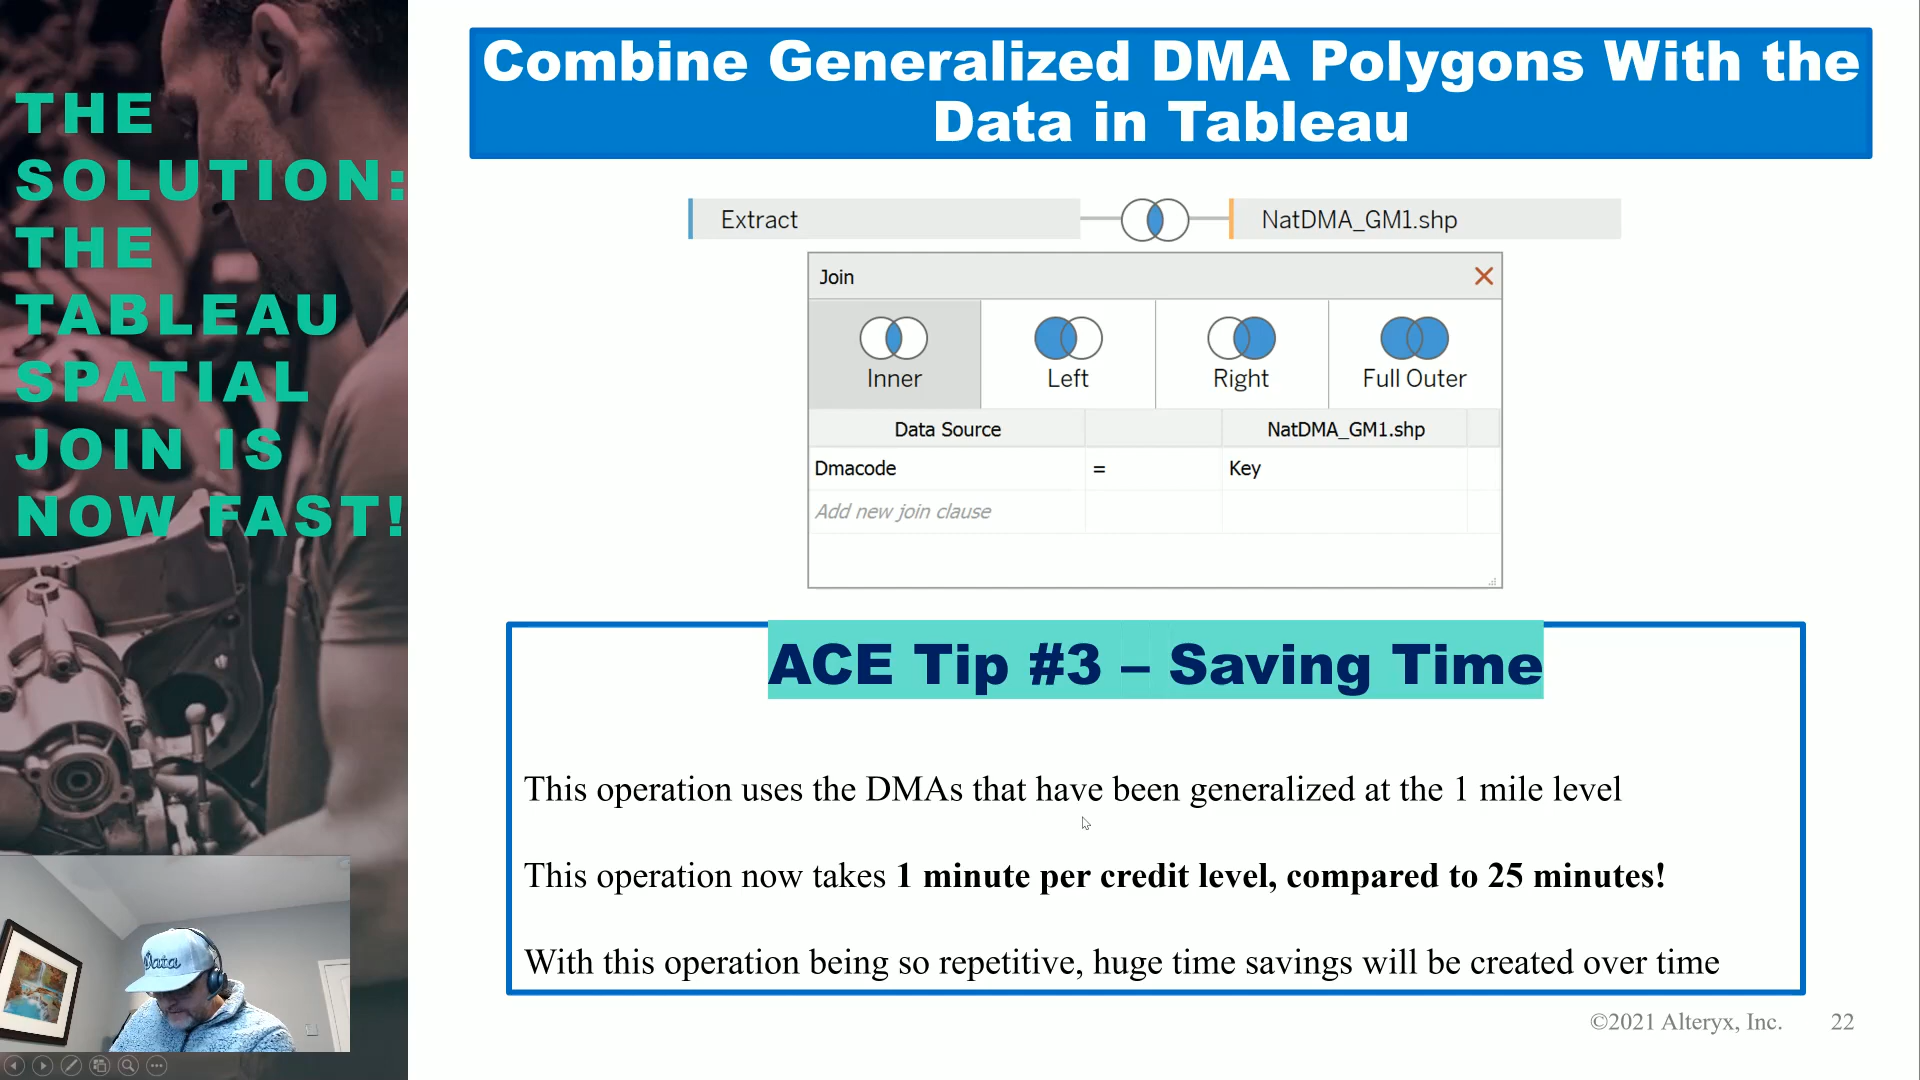 THE
SOLUTION:
THE
TABLEAU
SPATIAL
JOIN IS
NOW FAST!
Combine Generalized DMA Polygons With the
Data in Tableau
Extract NatDMA_GM1.shp
Join
Inner Left Right Full Outer
Data Source NatDMA_GM1.shp
Dmacode = Key
Add new join clause
ACE Tip #3 – Saving Time
This operation uses the DMAs that have been generalized at the 1 mile level
This operation now takes 1 minute per credit level, compared to 25 minutes!
With this operation being so repetitive, huge time savings will be created over time
Data
©2021 Alteryx, Inc. 22